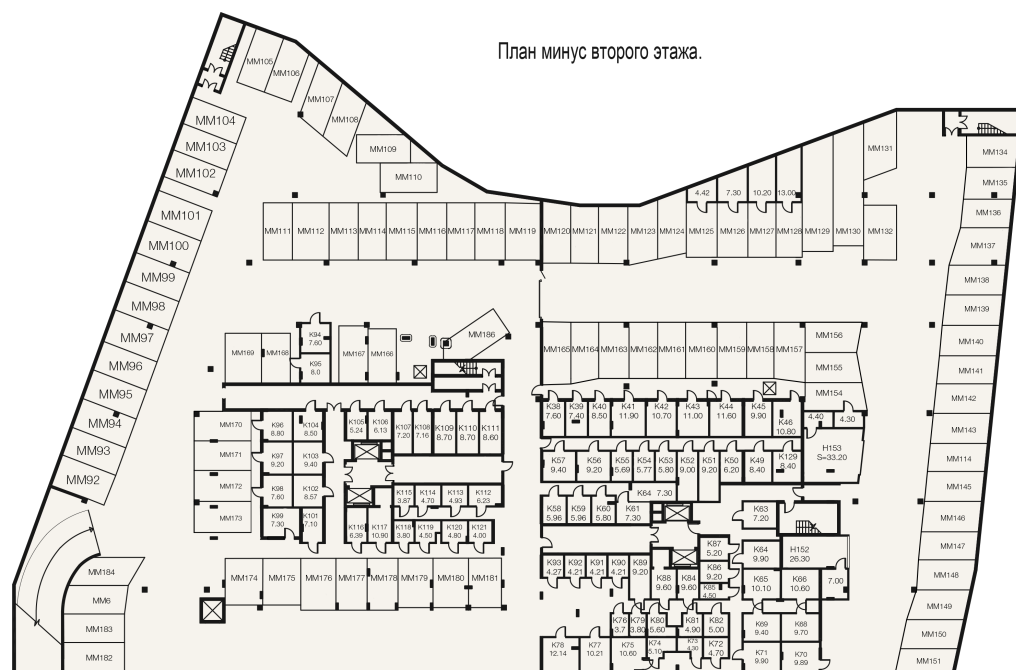 План минус второго этажа.
MM105
MM106
MM107
MM108
MM109
MM110
MM104
MM103
MM102
MM101
MM100
MM99
MM98
MM97
MM96
MM95
MM94
MM93
MM92
MM111
MM112
MM113
MM114
MM115
MM116
MM117
MM118
MM119
MM120
MM121
MM122
MM123
MM124
MM125
MM126
MM127
MM128
MM129
MM130
MM132
4.42
7.30
10.20
13.00
MM131
MM134
MM135
MM136
MM137
MM138
MM139
MM140
MM141
MM142
MM143
MM114
MM145
MM146
MM147
MM148
MM149
MM150
MM151
MM169
MM168
K94
7.60
K95
8.0
MM167
MM166
MM186
MM165
MM164
MM163
MM162
MM161
MM160
MM159
MM158
MM157
MM156
MM155
MM154
MM170
MM171
MM172
MM173
K96
8.80
K104
8.50
K97
9.20
K103
9.40
K98
7.60
K102
8.57
K99
7.30
K101
7.10
K105
5.24
K106
6.13
K107
7.20
K108
7.16
K109
8.70
K110
8.70
K111
8.60
K115
3.87
K114
4.70
K113
4.93
K112
6.23
K116
6.39
K117
10.90
K118
3.80
K119
4.50
K120
4.80
K121
4.00
K38
7.60
K39
7.40
K40
8.50
K41
11.90
K42
10.70
K43
11.00
K44
11.60
K45
9.90
K46
10.80
4.40
4.30
H153
S=33.20
K57
9.40
K56
9.20
K55
5.69
K54
5.77
K53
5.80
K52
9.00
K51
9.20
K50
6.20
K49
8.40
K129
8.40
K64 7.30
K58
5.96
K59
5.96
K60
5.80
K61
7.30
K63
7.20
K93
4.27
K92
4.21
K91
4.21
K90
4.21
K89
9.20
K88
9.60
K84
9.60
K87
5.20
K86
9.20
K85
4.50
K64
9.90
H152
26.30
K65
10.10
K66
10.60
7.00
MM184
MM6
MM183
MM182
MM174
MM175
MM176
MM177
MM178
MM179
MM180
MM181
K76
3.7
K79
3.80
K80
5.60
K81
4.90
K82
5.00
K69
9.40
K68
9.70
K78
12.14
K77
10.21
K75
10.60
K74
5.10
K73
4.30
K72
4.70
K71
9.90
K70
9.89